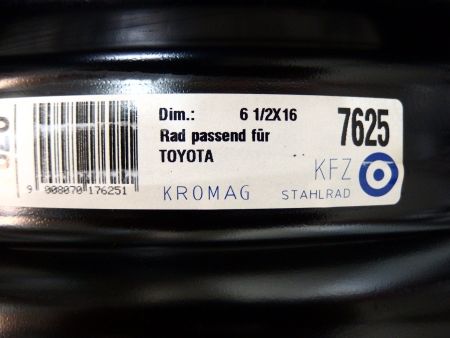 Dim.: 6 1/2X16
7625
Rad passend für
TOYOTA
KFZ
KROMAG STAHLRAD
9 008070 176251